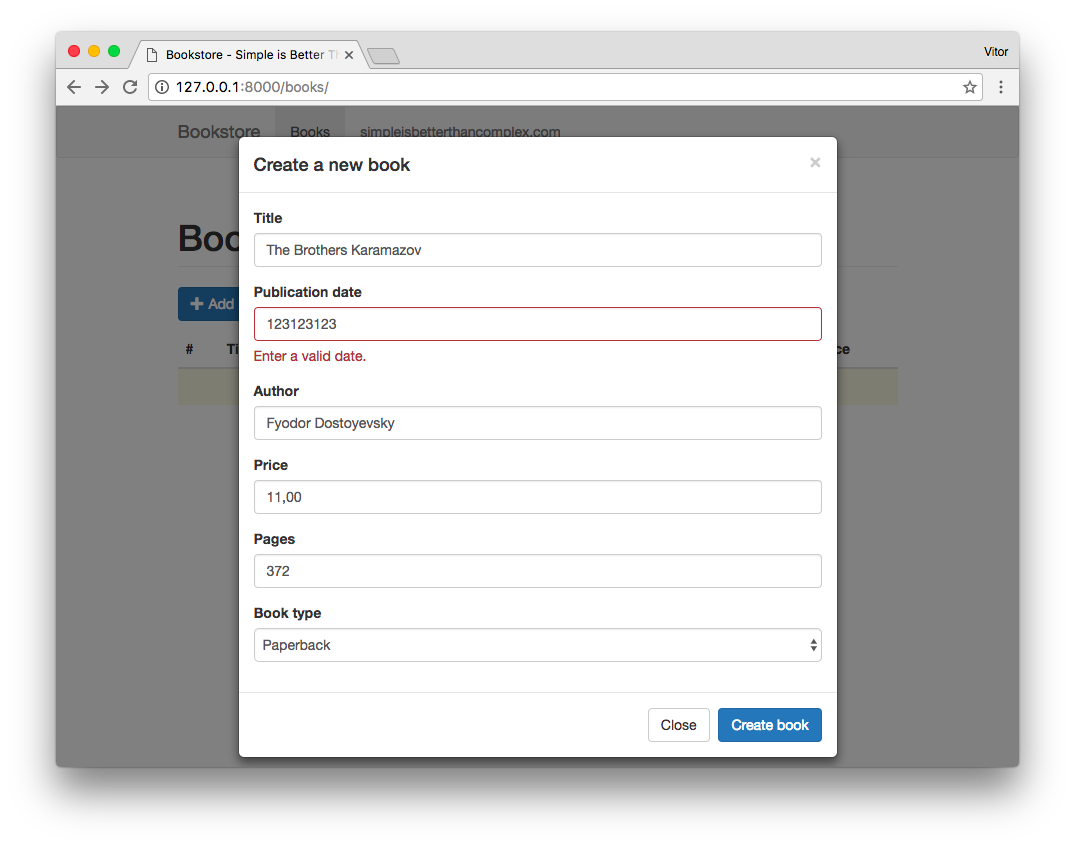 Bookstore - Simple is Better Th
Vitor
127.0.0.1:8000/books/
Bookstore Books simpleisbetterthancomplex.com
Create a new book ×
Boo
Title
The Brothers Karamazov
Publication date
Add
123123123
# Ti ce
Enter a valid date.
Author
Fyodor Dostoyevsky
Price
11,00
Pages
372
Book type
Paperback
Close Create book